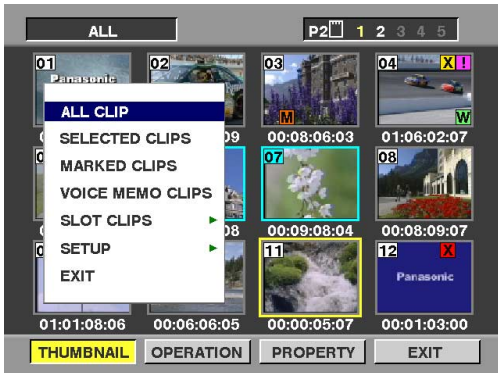 ALL
P2 1 2 3 4 5
01 02 03 04 X !
Panasonic
M W
09 00:08:06:03 01:06:02:07
ALL CLIP
SELECTED CLIPS
MARKED CLIPS
VOICE MEMO CLIPS
SLOT CLIPS
SETUP
EXIT
07 08
08 00:09:08:04 00:08:09:07
11 12 X
Panasonic
01:01:08:06 00:06:06:05 00:00:05:07 00:01:03:00
THUMBNAIL OPERATION PROPERTY EXIT